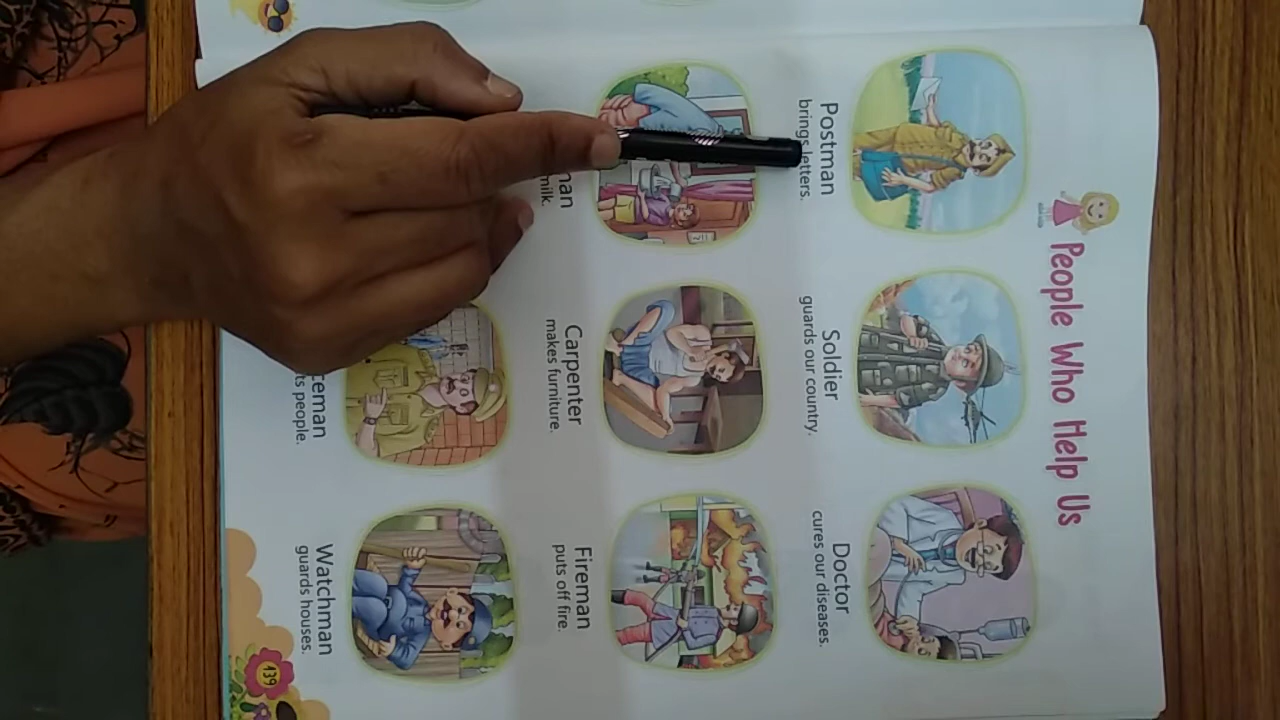 People Who Help Us
Postman
brings letters.
Soldier
guards our country.
Doctor
cures our diseases.
milk.
Carpenter
makes furniture.
Fireman
puts off fire.
people.
Watchman
guards houses.
139